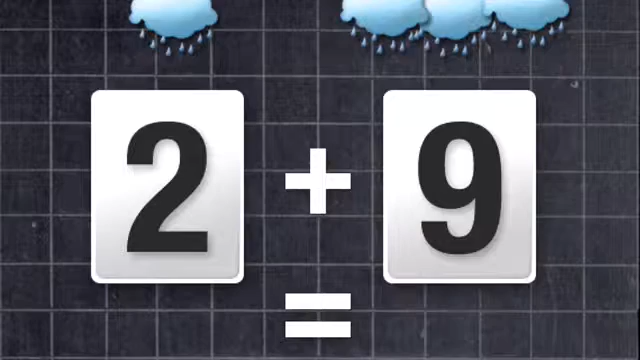 2 + 9
=